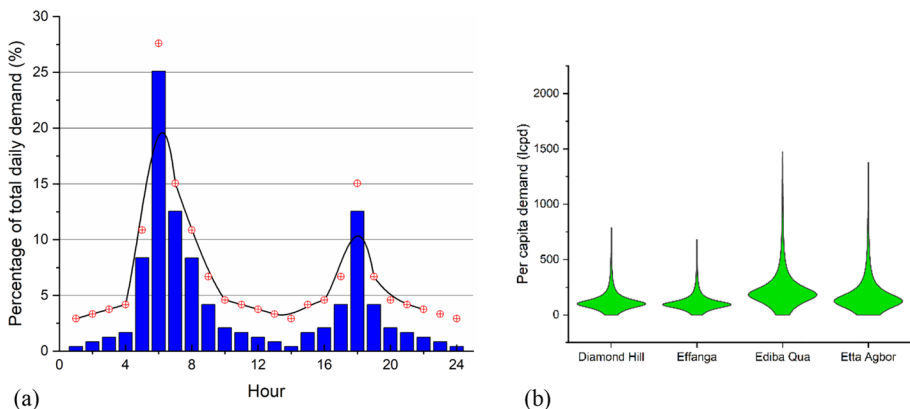 (a)
Percentage of total daily demand (%)
30
25
20
15
10
5
0
0 4 8 12 16 20 24
Hour
(b)
Per capita demand (lcpd)
2000
1500
1000
500
0
Diamond Hill Effanga Ediba Qua Etta Agbor